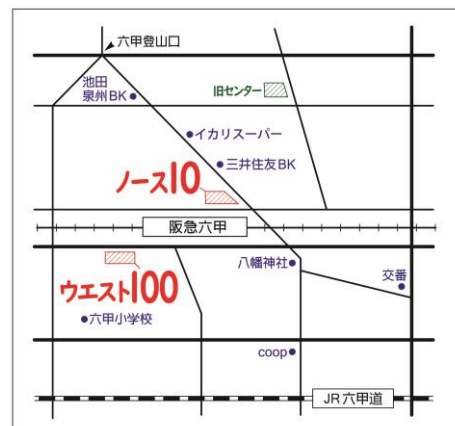 六甲登山口
池田
泉州BK
旧センター
イカリスーパー
三井住友BK
ノース10
阪急六甲
八幡神社
ウエスト100
交番
六甲小学校
coop
JR六甲道